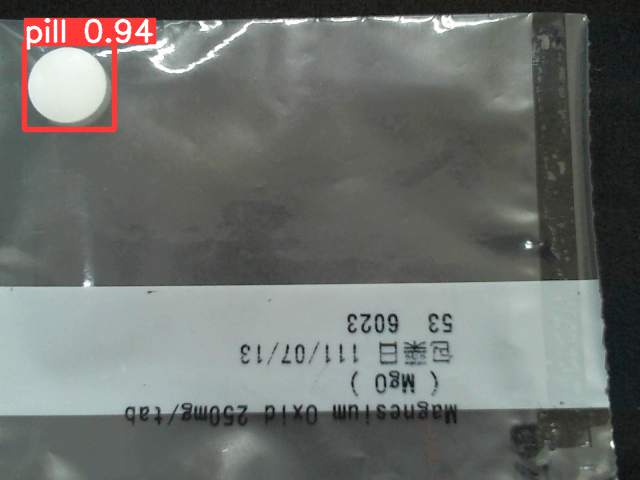 pill 0.94
Magnesium Oxid 250mg/tab
( MgO )
包藥日 111/07/13
53 6023